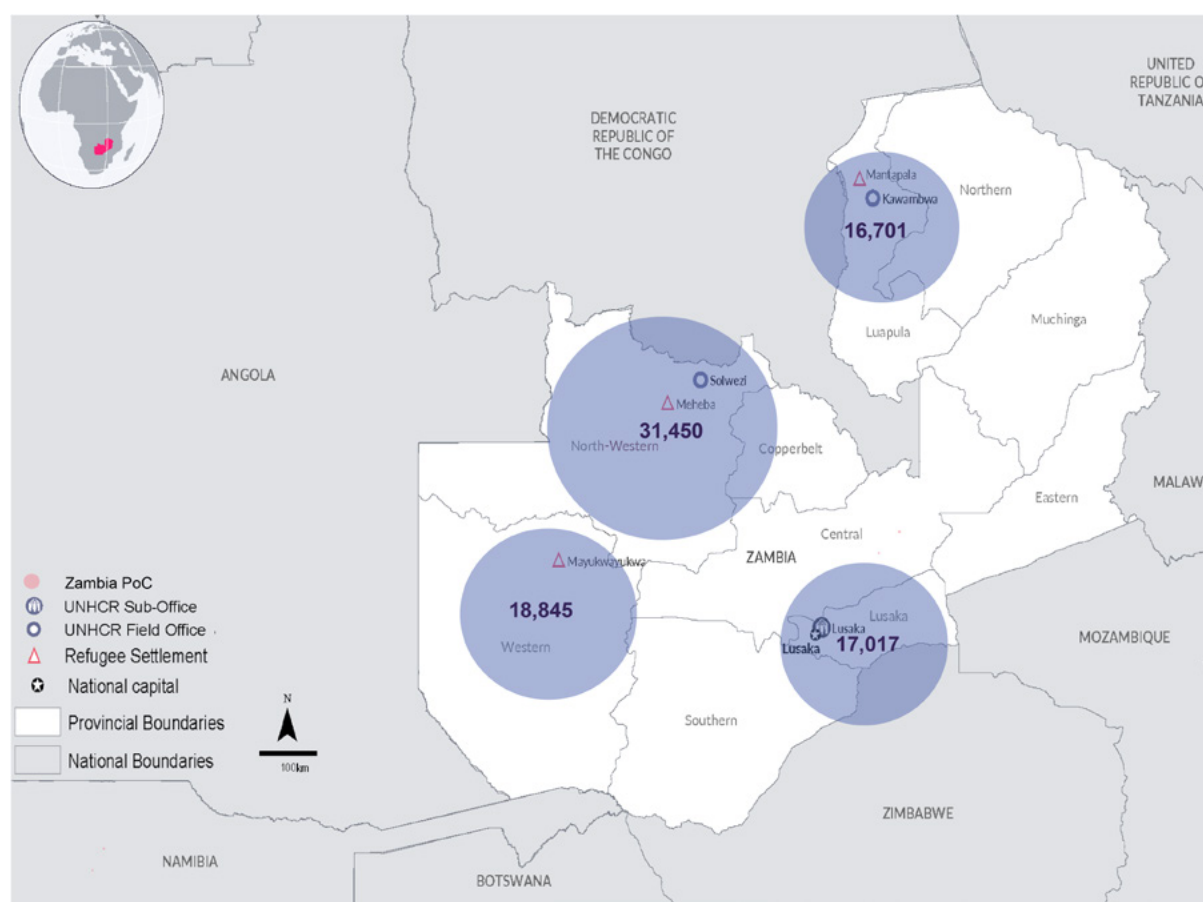 UNITED
REPUBLIC O
TANZANIA
DEMOCRATIC
REPUBLIC OF
THE CONGO
Mantapala
Northern
Kawambwa
16,701
Muchinga
Luapula
ANGOLA
Solwezi
Meheba
31,450
North-Western
Copperbelt
MALAW
Eastern
Central
ZAMBIA
Mayukwayukwa
Zambia PoC
UNHCR Sub-Office
UNHCR Field Office
Refugee Settlement
National capital
Provincial Boundaries
National Boundaries
N
100km
18,845
Western
Lusaka
Lusaka
Lusaka
17,017
MOZAMBIQUE
Southern
ZIMBABWE
NAMIBIA
BOTSWANA